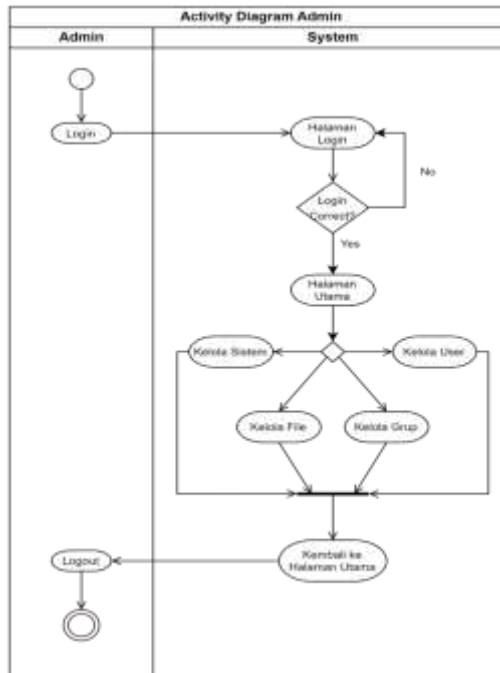 Activity Diagram Admin
Admin
System
Login
Halaman
Login
No
Login
Correct?
Yes
Halaman
Utama
Kelola Sistem
Kelola User
Kelola File
Kelola Grup
Logout
Kembali ke
Halaman Utama